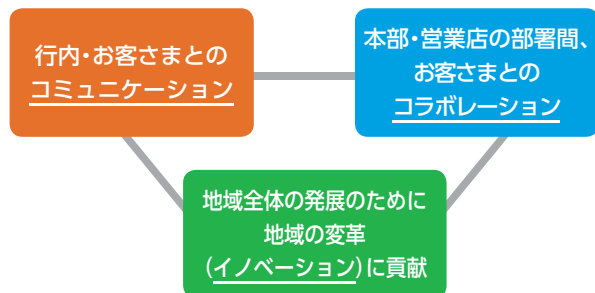 行内・お客さまとの
コミュニケーション
本部・営業店の部署間、
お客さまとの
コラボレーション
地域全体の発展のために
地域の変革
(イノベーション)に貢献